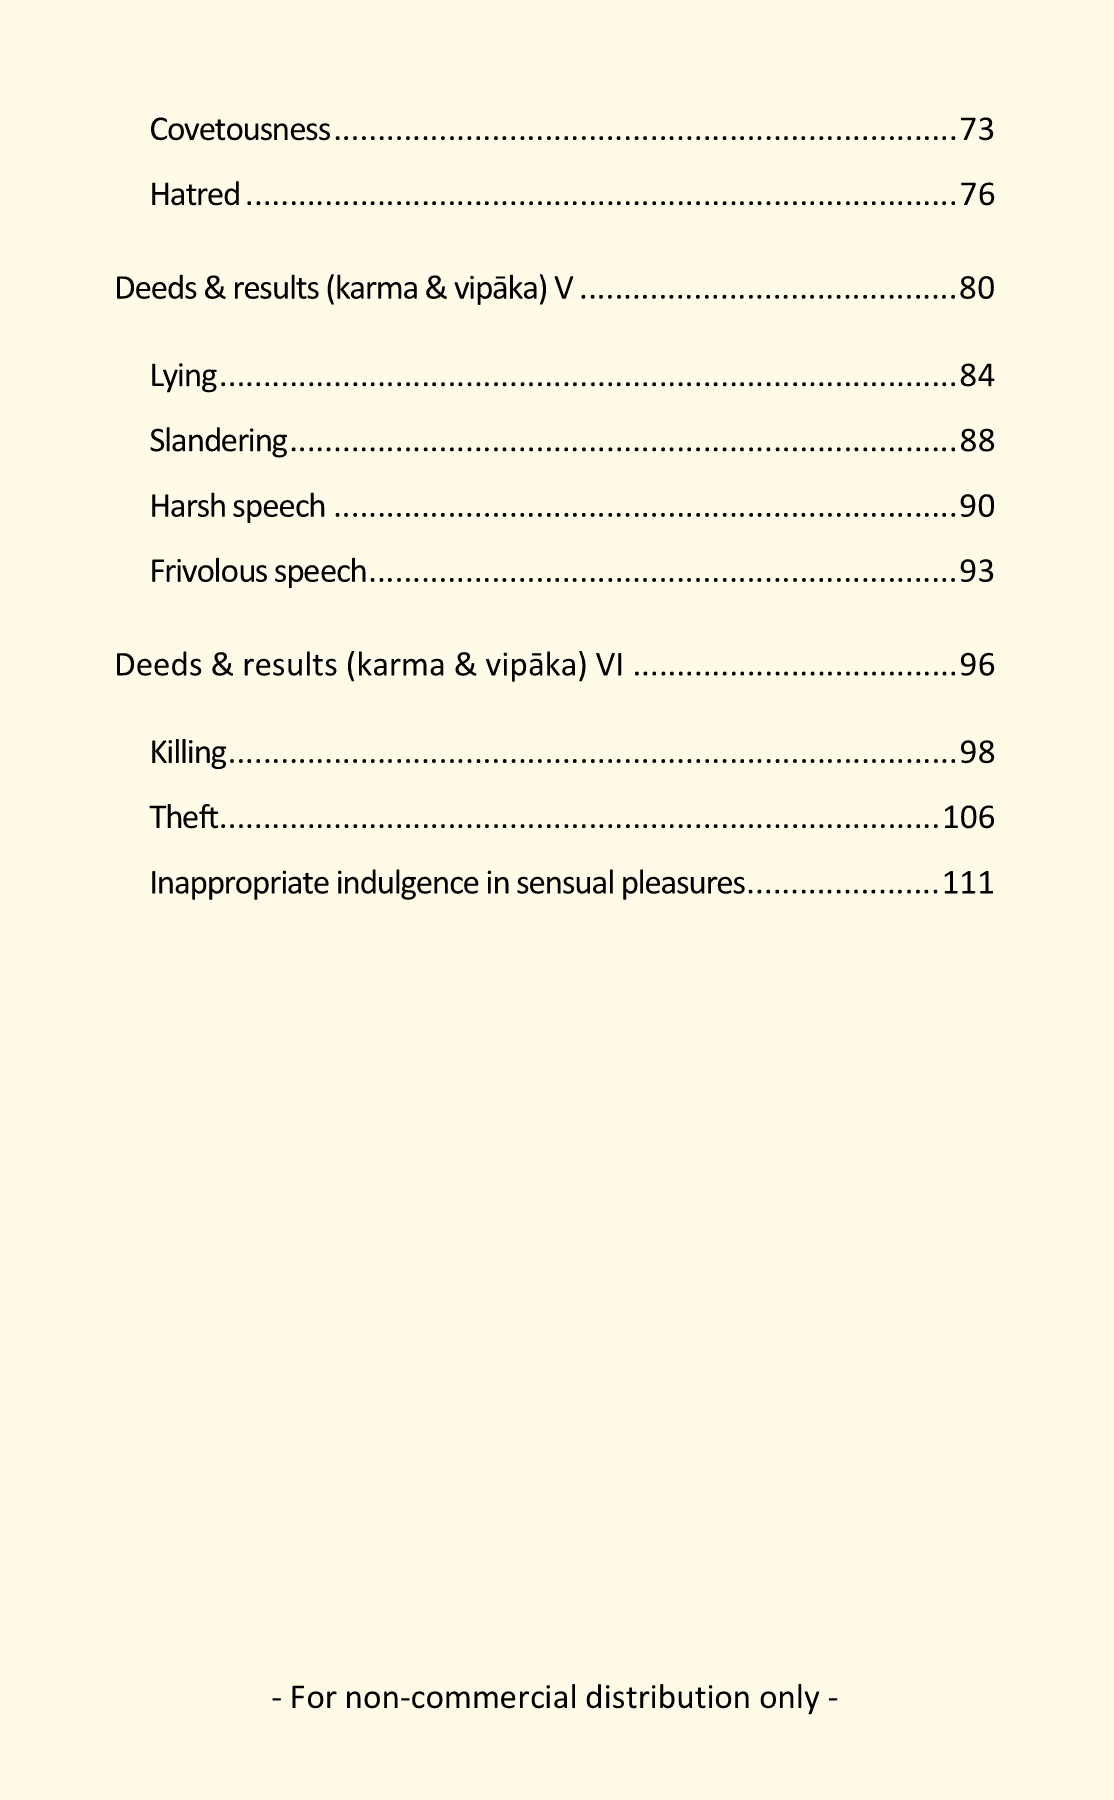 Covetousness........................................................................73
Hatred..................................................................................76
Deeds & results (karma & vipāka) V...........................................80
Lying.....................................................................................84
Slandering.............................................................................88
Harsh speech ........................................................................90
Frivolous speech....................................................................93
Deeds & results (karma & vipāka) VI .....................................96
Killing....................................................................................98
Theft...................................................................................106
Inappropriate indulgence in sensual pleasures......................111
- For non-commercial distribution only -